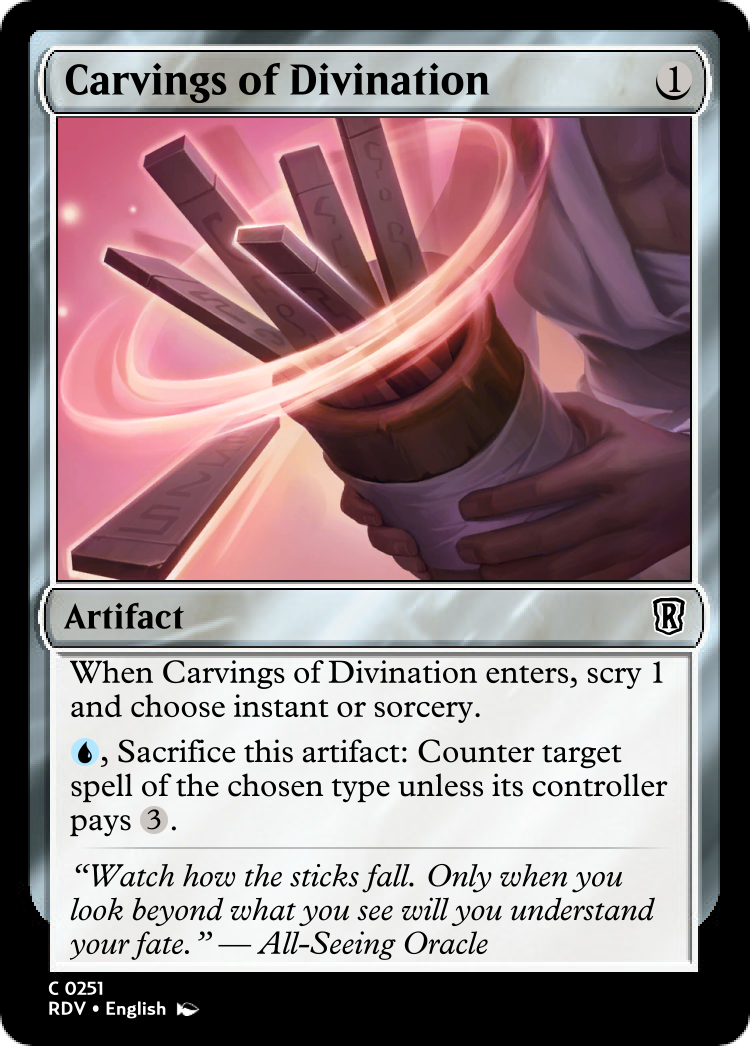 Carvings of Divination 1
Artifact R
When Carvings of Divination enters, scry 1
and choose instant or sorcery.
, Sacrifice this artifact: Counter target
spell of the chosen type unless its controller
pays 3.
“Watch how the sticks fall. Only when you
look beyond what you see will you understand
your fate.” — All-Seeing Oracle
C 0251
RDV • English